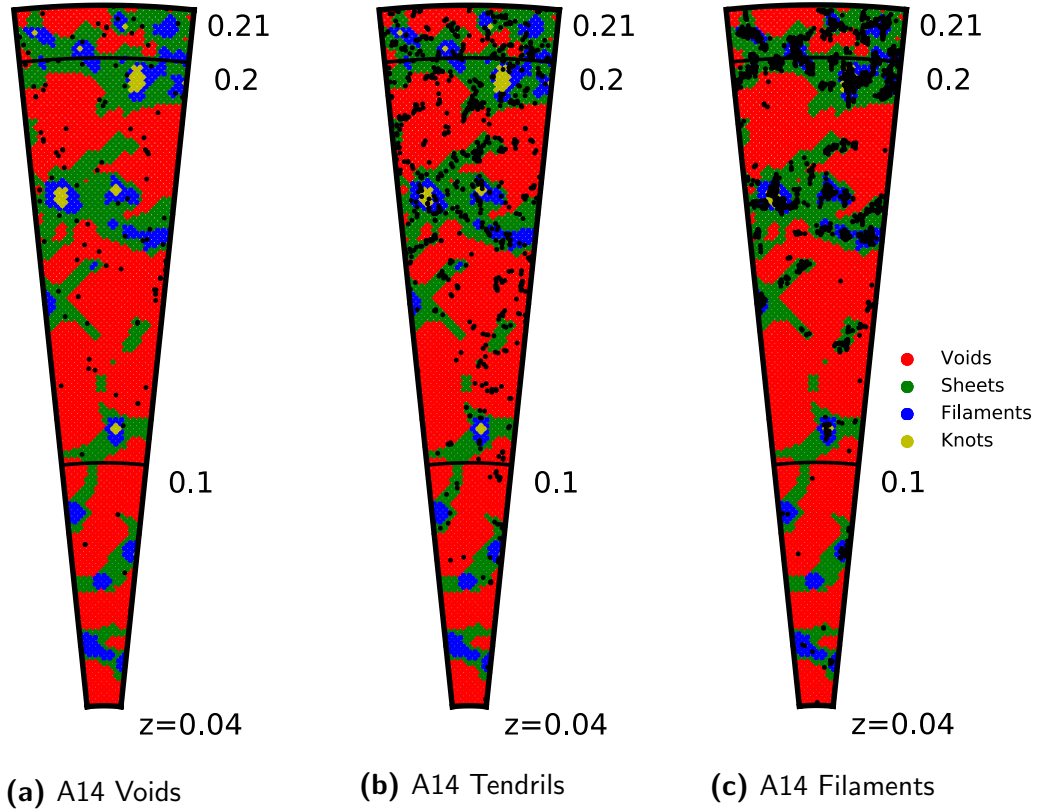 0.21
0.2
0.1
z=0.04
(a) A14 Voids
0.21
0.2
0.1
z=0.04
(b) A14 Tendrils
0.21
0.2
0.1
z=0.04
(c) A14 Filaments
Voids
Sheets
Filaments
Knots